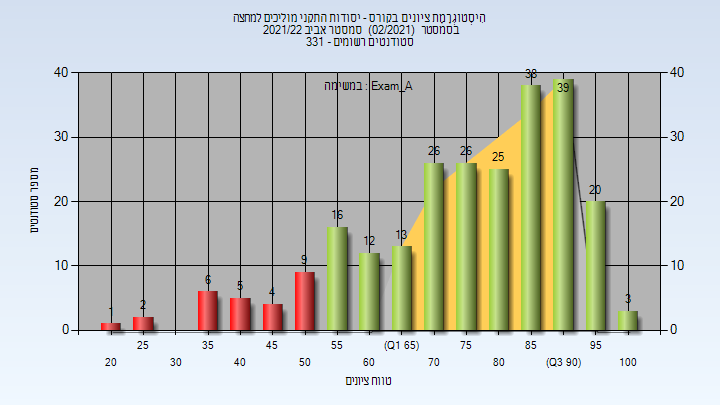 היסטוגרמת ציונים בקורס - יסודות התקני מוליכים למחצה
בסמסטר (02/2021) סמסטר אביב 2021/22
סטודנטים רשומים - 331
במשימה : Exam_A
מספר סטודנטים
40 30 20 10 0
40 30 20 10 0
1 2 6 5 4 9 16 12 13 26 26 25 38 39 20 3
25 35 45 55 (Q1 65) 75 85 95
20 30 40 50 60 70 80 (Q3 90) 100
טווח ציונים